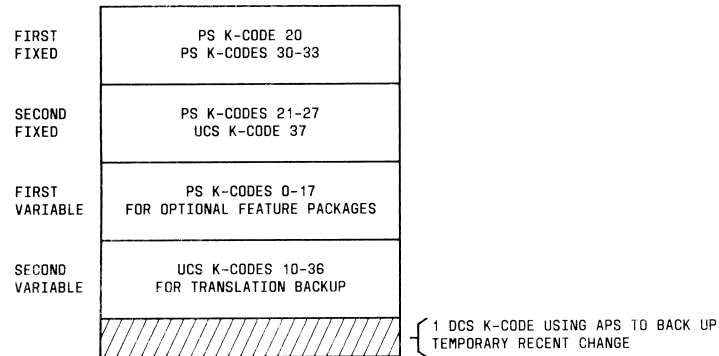 FIRST
FIXED
PS K-CODE 20
PS K-CODES 30-33
SECOND
FIXED
PS K-CODES 21-27
UCS K-CODE 37
FIRST
VARIABLE
PS K-CODES 0-17
FOR OPTIONAL FEATURE PACKAGES
SECOND
VARIABLE
UCS K-CODES 10-36
FOR TRANSLATION BACKUP
1 DCS K-CODE USING APS TO BACK UP
TEMPORARY RECENT CHANGE